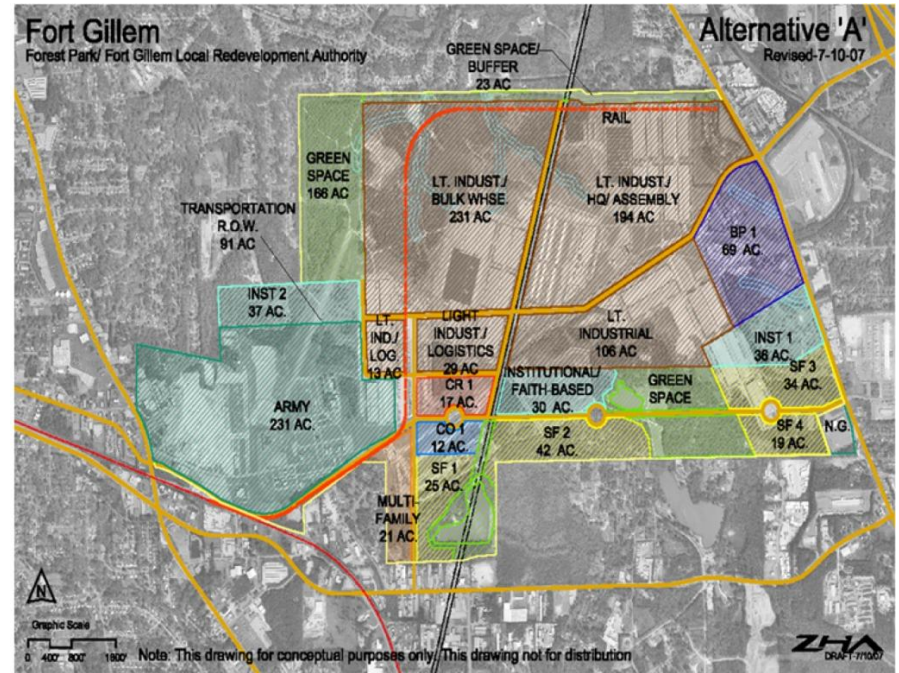 Fort Gillem
Forest Park/ Fort Gillem Local Redevelopment Authority
Alternative 'A'
Revised-7-10-07
GREEN SPACE/
BUFFER
23 AC
RAIL
GREEN
SPACE
166 AC
LT. INDUST./
BULK WHSE
231 AC
LT. INDUST./
HQ/ ASSEMBLY
194 AC
TRANSPORTATION
R.O.W.
91 AC
BP 1
69 AC.
INST 2
37 AC.
LT.
IND./
LOG.
13 AC
LIGHT
INDUST./
LOGISTICS
29 AC
LT.
INDUSTRIAL
106 AC
INST 1
36 AC.
SF 3
34 AC.
CR 1
17 AC.
INSTITUTIONAL/
FAITH-BASED
30 AC.
GREEN
SPACE
ARMY
231 AC.
CO 1
12 AC.
SF 2
42 AC.
SF 4
19 AC.
N.G.
SF 1
25 AC.
MULTI-
FAMILY
21 AC.
N
Graphic Scale
0 400' 800' 1600'
Note: This drawing for conceptual purposes only. This drawing not for distribution
ZHA
DRAFT-7/10/07